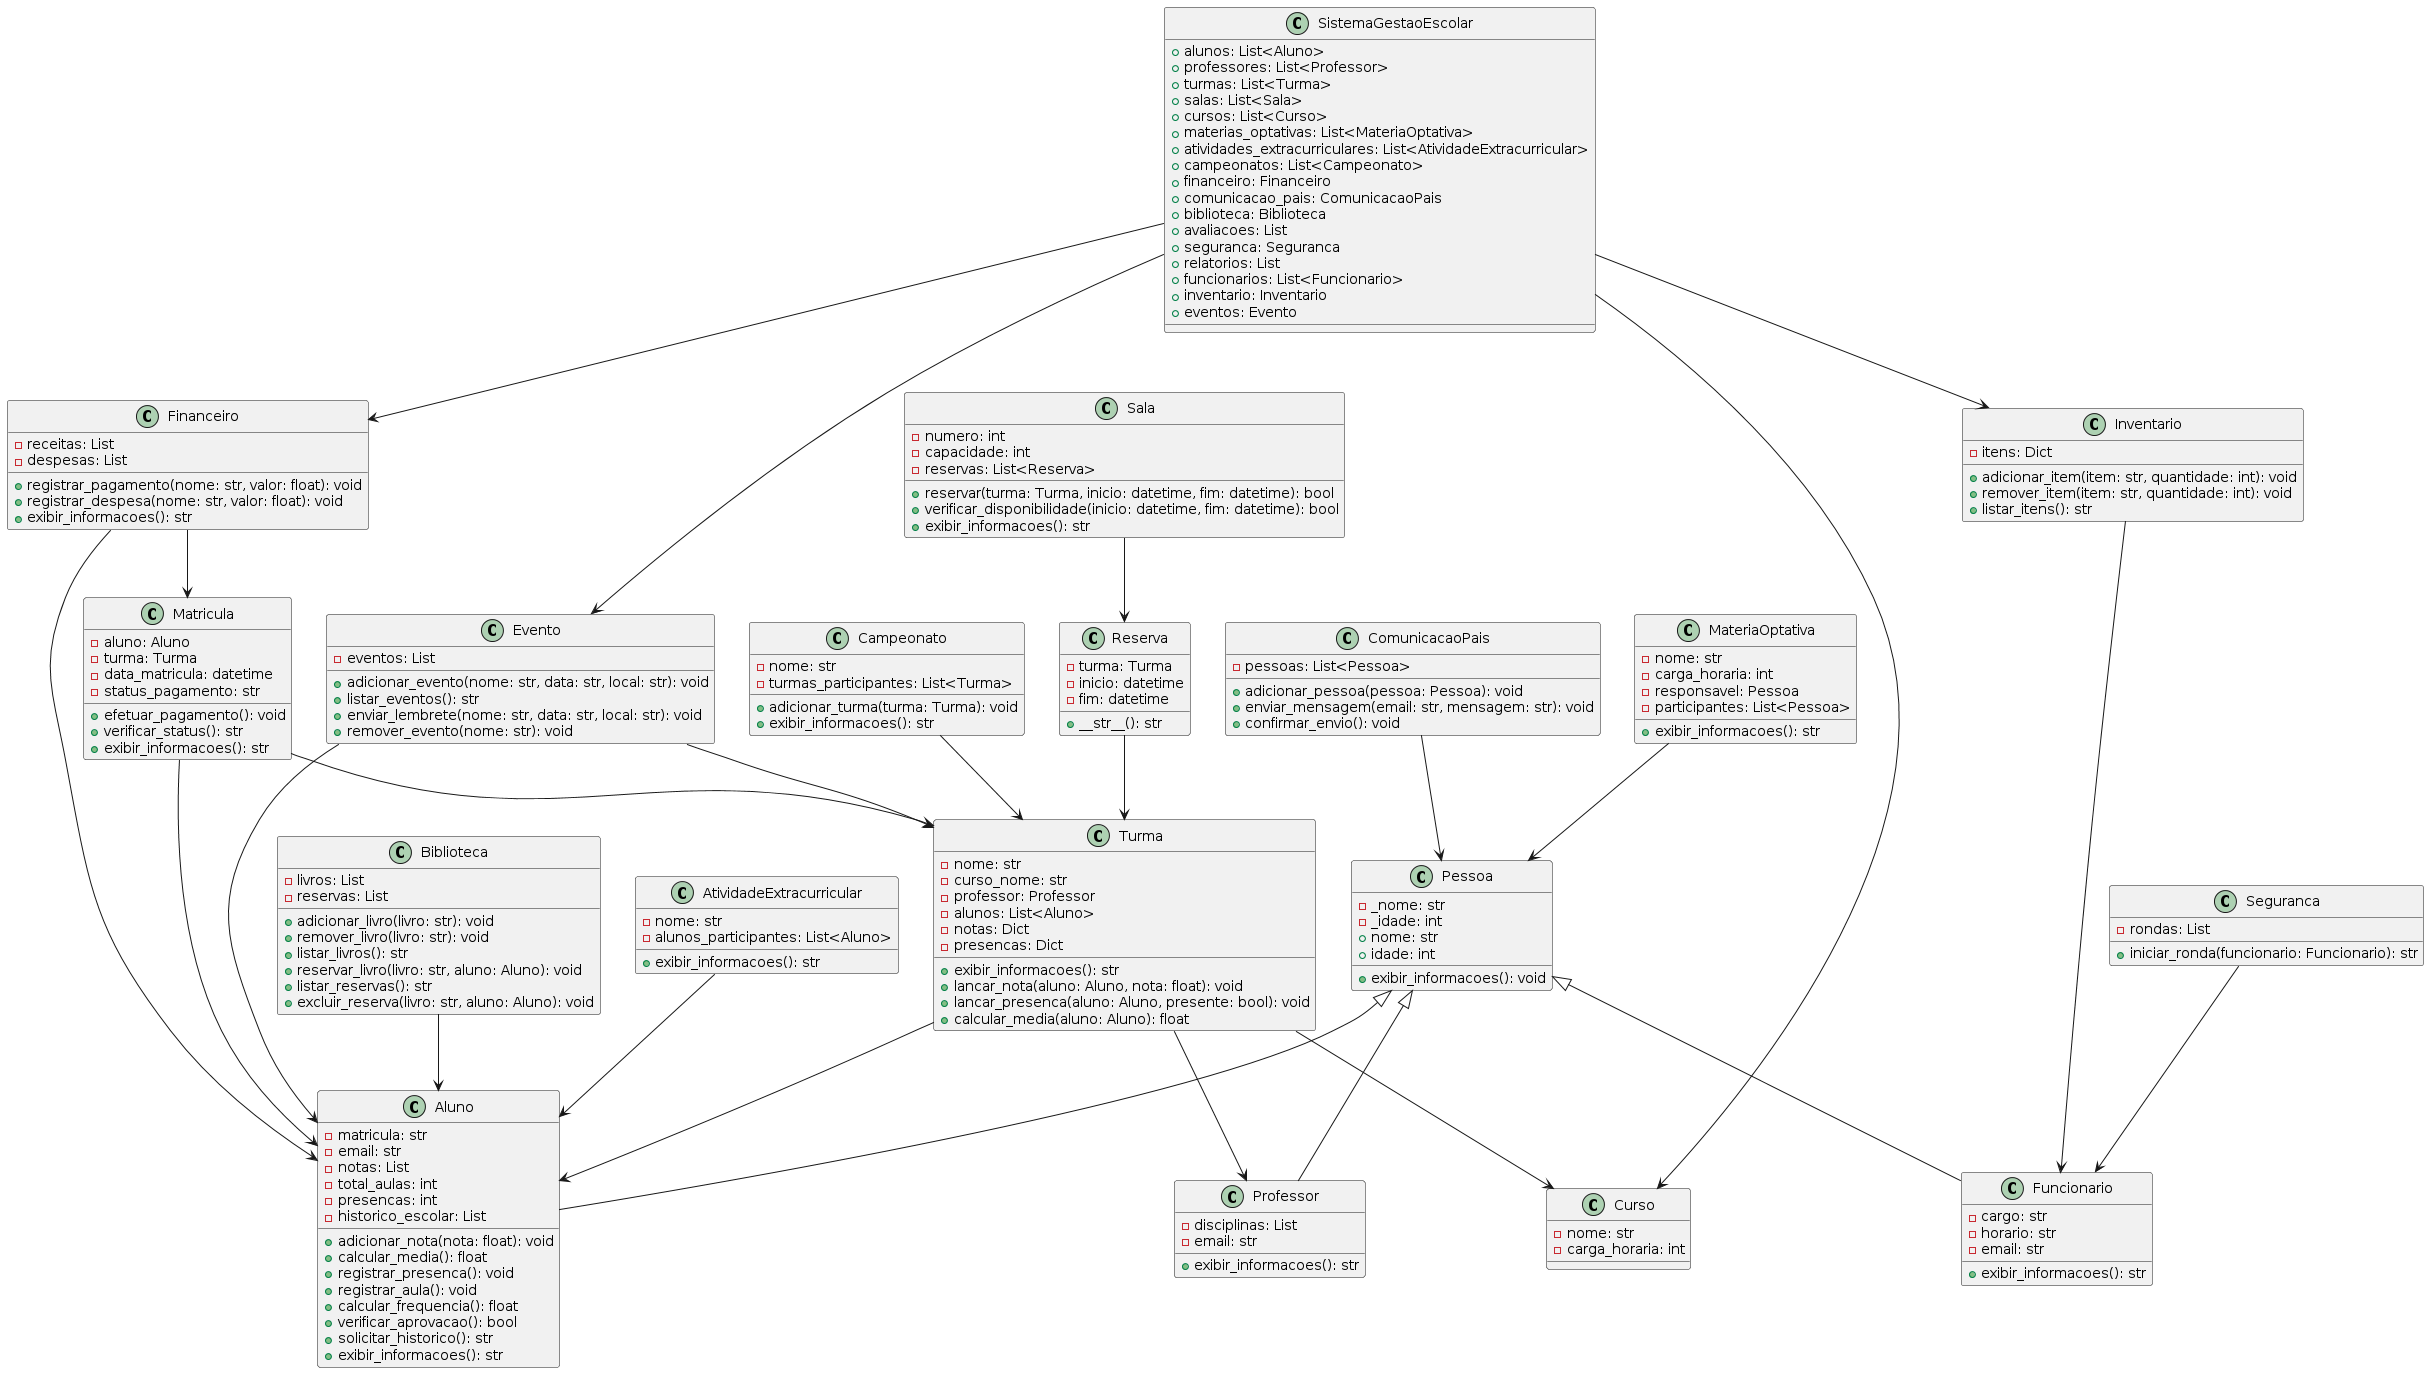 SistemaGestaoEscolar
alunos: List<Aluno>
professores: List<Professor>
turmas: List<Turma>
salas: List<Sala>
cursos: List<Curso>
materias_optativas: List<MateriaOptativa>
atividades_extracurriculares: List<AtividadeExtracurricular>
campeonatos: List<Campeonato>
financeiro: Financeiro
comunicacao_pais: ComunicacaoPais
biblioteca: Biblioteca
avaliacoes: List
seguranca: Seguranca
relatorios: List
funcionarios: List<Funcionario>
inventario: Inventario
eventos: Evento
Financeiro
receitas: List
despesas: List
registrar_pagamento(nome: str, valor: float): void
registrar_despesa(nome: str, valor: float): void
exibir_informacoes(): str
Sala
numero: int
capacidade: int
reservas: List<Reserva>
reservar(turma: Turma, inicio: datetime, fim: datetime): bool
verificar_disponibilidade(inicio: datetime, fim: datetime): bool
exibir_informacoes(): str
Inventario
itens: Dict
adicionar_item(item: str, quantidade: int): void
remover_item(item: str, quantidade: int): void
listar_itens(): str
Matricula
aluno: Aluno
turma: Turma
data_matricula: datetime
status_pagamento: str
efetuar_pagamento(): void
verificar_status(): str
exibir_informacoes(): str
Evento
eventos: List
adicionar_evento(nome: str, data: str, local: str): void
listar_eventos(): str
enviar_lembrete(nome: str, data: str, local: str): void
remover_evento(nome: str): void
Campeonato
nome: str
turmas_participantes: List<Turma>
adicionar_turma(turma: Turma): void
exibir_informacoes(): str
Reserva
turma: Turma
inicio: datetime
fim: datetime
__str__(): str
ComunicacaoPais
pessoas: List<Pessoa>
adicionar_pessoa(pessoa: Pessoa): void
enviar_mensagem(email: str, mensagem: str): void
confirmar_envio(): void
MateriaOptativa
nome: str
carga_horaria: int
responsavel: Pessoa
participantes: List<Pessoa>
exibir_informacoes(): str
Biblioteca
livros: List
reservas: List
adicionar_livro(livro: str): void
remover_livro(livro: str): void
listar_livros(): str
reservar_livro(livro: str, aluno: Aluno): void
listar_reservas(): str
excluir_reserva(livro: str, aluno: Aluno): void
AtividadeExtracurricular
nome: str
alunos_participantes: List<Aluno>
exibir_informacoes(): str
Turma
nome: str
curso_nome: str
professor: Professor
alunos: List<Aluno>
notas: Dict
presencas: Dict
exibir_informacoes(): str
lancar_nota(aluno: Aluno, nota: float): void
lancar_presenca(aluno: Aluno, presente: bool): void
calcular_media(aluno: Aluno): float
Pessoa
_nome: str
_idade: int
nome: str
idade: int
exibir_informacoes(): void
Seguranca
rondas: List
iniciar_ronda(funcionario: Funcionario): str
Aluno
matricula: str
email: str
notas: List
total_aulas: int
presencas: int
historico_escolar: List
adicionar_nota(nota: float): void
calcular_media(): float
registrar_presenca(): void
registrar_aula(): void
calcular_frequencia(): float
verificar_aprovacao(): bool
solicitar_historico(): str
exibir_informacoes(): str
Professor
disciplinas: List
email: str
exibir_informacoes(): str
Curso
nome: str
carga_horaria: int
Funcionario
cargo: str
horario: str
email: str
exibir_informacoes(): str